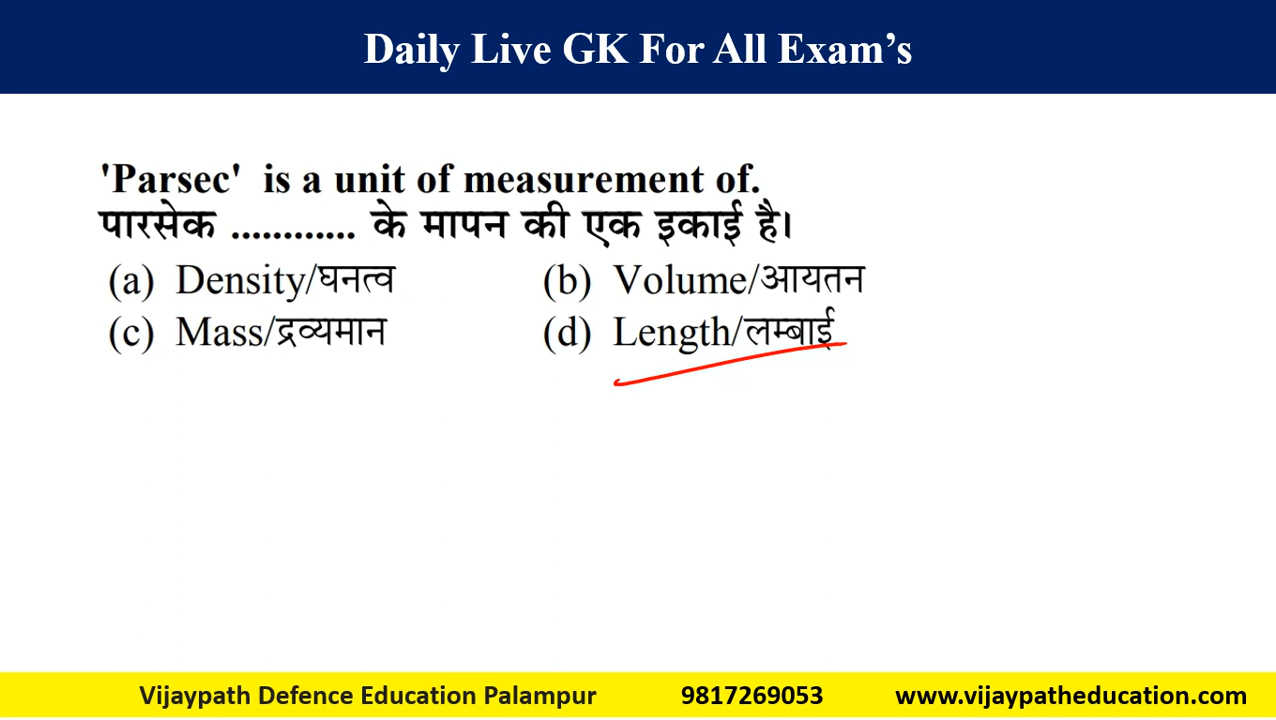 Daily Live GK For All Exam's
'Parsec' is a unit of measurement of.
पारसेक ............ के मापन की एक इकाई है।
(a) Density/घनत्व (b) Volume/आयतन
(c) Mass/द्रव्यमान (d) Length/लम्बाई
Vijaypath Defence Education Palampur 9817269053 www.vijaypatheducation.com